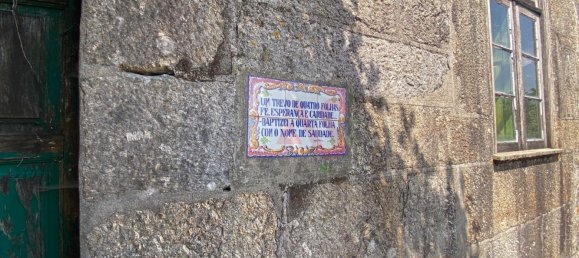 UM TREVO DE QUATRO FOLHAS
FÉ, ESPERANÇA E CARIDADE
BAPTIZEI A QUARTA FOLHA
COM O NOME DE SAUDADE